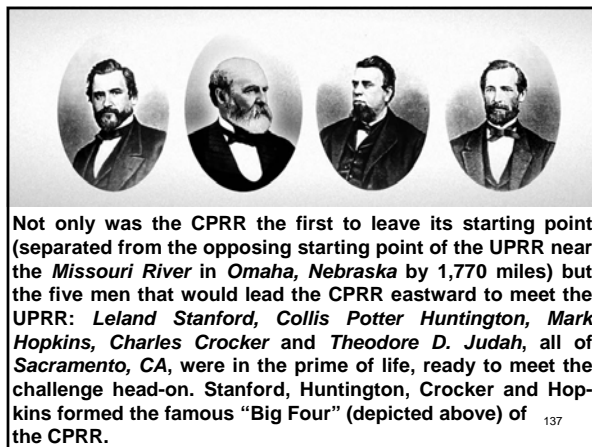 Not only was the CPRR the first to leave its starting point
(separated from the opposing starting point of the UPRR near
the Missouri River in Omaha, Nebraska by 1,770 miles) but
the five men that would lead the CPRR eastward to meet the
UPRR: Leland Stanford, Collis Potter Huntington, Mark
Hopkins, Charles Crocker and Theodore D. Judah, all of
Sacramento, CA, were in the prime of life, ready to meet the
challenge head-on. Stanford, Huntington, Crocker and Hop-
kins formed the famous “Big Four” (depicted above) of
the CPRR.
137